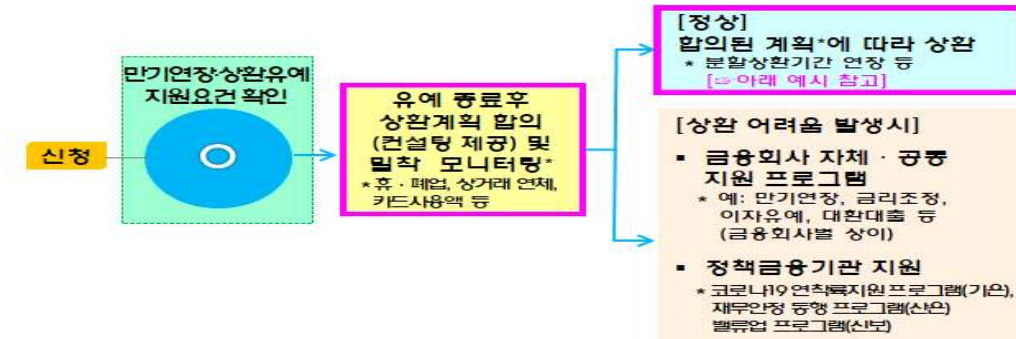 신청
만기연장·상환유예
지원요건 확인
유예 종료후
상환계획 합의
(컨설팅 제공) 및
밀착 모니터링*
* 휴·폐업, 상거래 연체,
카드사용액 등
[정상]
합의된 계획*에 따라 상환
* 분할상환기간 연장 등
[⇨아래 예시 참고]
[상환 어려움 발생시]
▪ 금융회사 자체·공통
지원 프로그램
* 예: 만기연장, 금리조정,
이자유예, 대환대출 등
(금융회사별 상이)
▪ 정책금융기관 지원
* 코로나19 연착륙지원 프로그램(기은),
재무안정 동행 프로그램(산은)
밸류업 프로그램(신보)